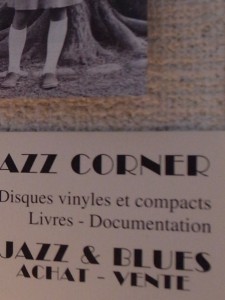 AZZ CORNER
Disques vinyles et compacts
Livres - Documentation
JAZZ & BLUES
ACHAT - VENTE